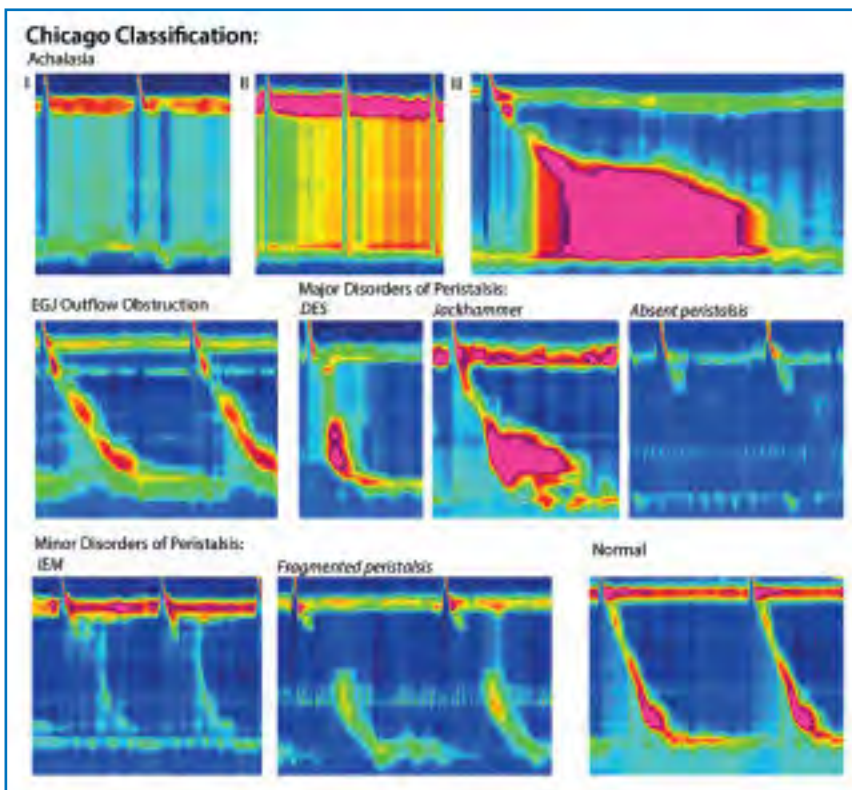 Chicago Classification:
Achalasia
I
II
III
EGJ Outflow Obstruction
Major Disorders of Peristalsis:
DES
Jackhammer
Absent peristalsis
Minor Disorders of Peristalsis:
IEM
Fragmented peristalsis
Normal